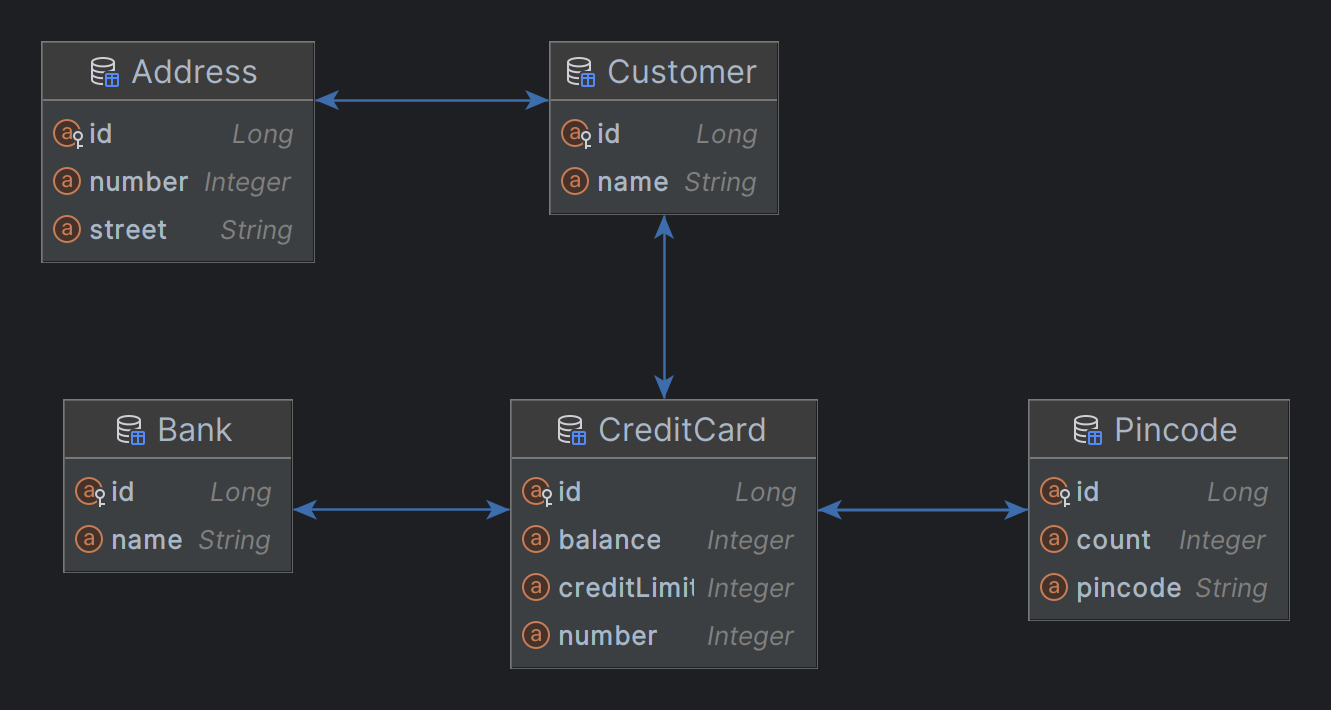 Address
id Long
number Integer
street String
Customer
id Long
name String
Bank
id Long
name String
CreditCard
id Long
balance Integer
creditLimit Integer
number Integer
Pincode
id Long
count Integer
pincode String